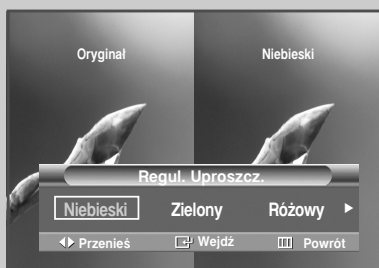 Oryginał Niebieski
Regul. Uproszcz.
Niebieski Zielony Różowy
Przenieś Wejdź Powrót